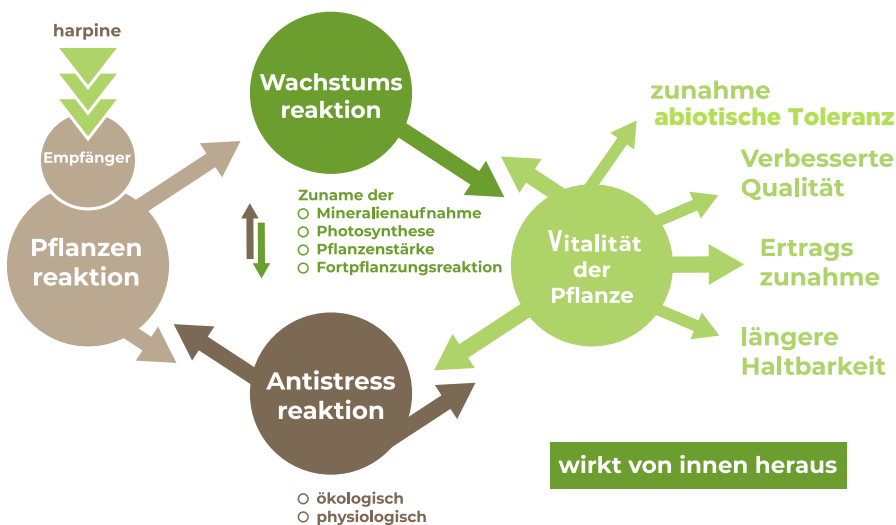 harpine
Empfänger
Pflanzen
reaktion
Wachstums
reaktion
Zuname der
Mineralienaufnahme
Photosynthese
Pflanzenstärke
Fortpflanzungsreaktion
Antistress
reaktion
ökologisch
physiologisch
Vitalität
der
Pflanze
zunahme
abiotische Toleranz
Verbesserte
Qualität
Ertrags
zunahme
längere
Haltbarkeit
wirkt von innen heraus